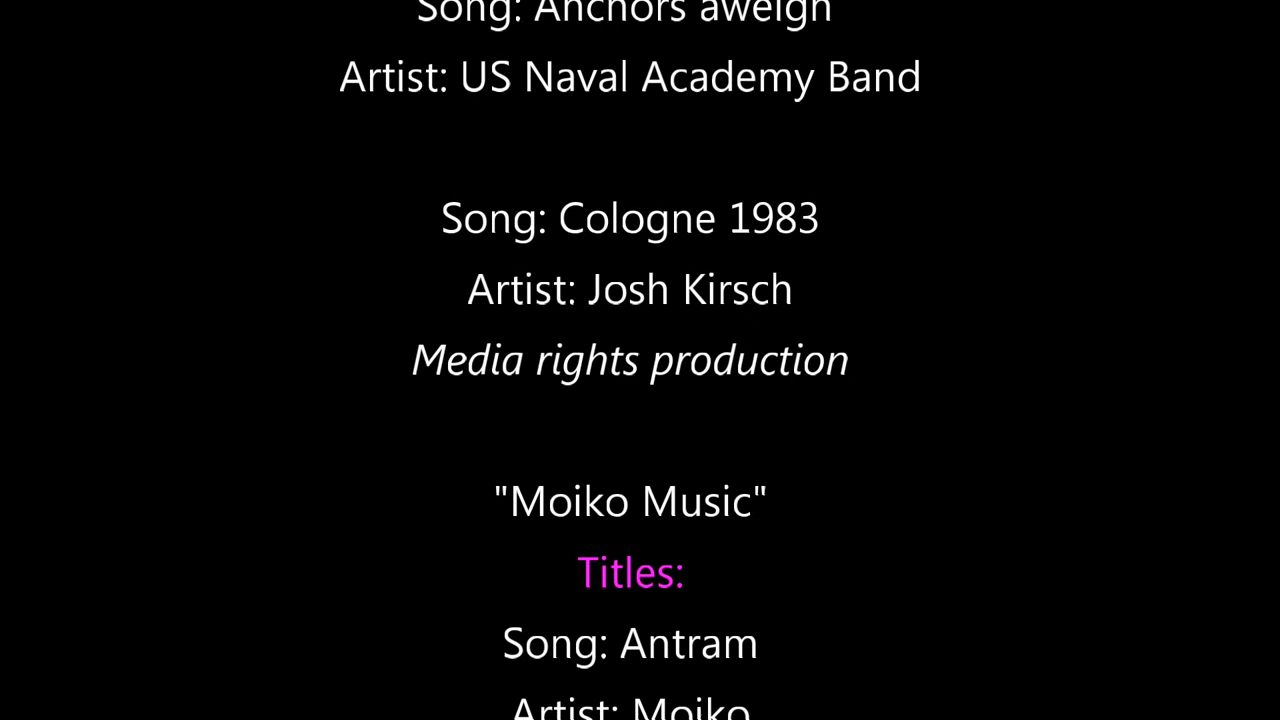 Song: Anchors aweigh
Artist: US Naval Academy Band
Song: Cologne 1983
Artist: Josh Kirsch
Media rights production
"Moiko Music"
Titles:
Song: Antram
Artist: Moiko